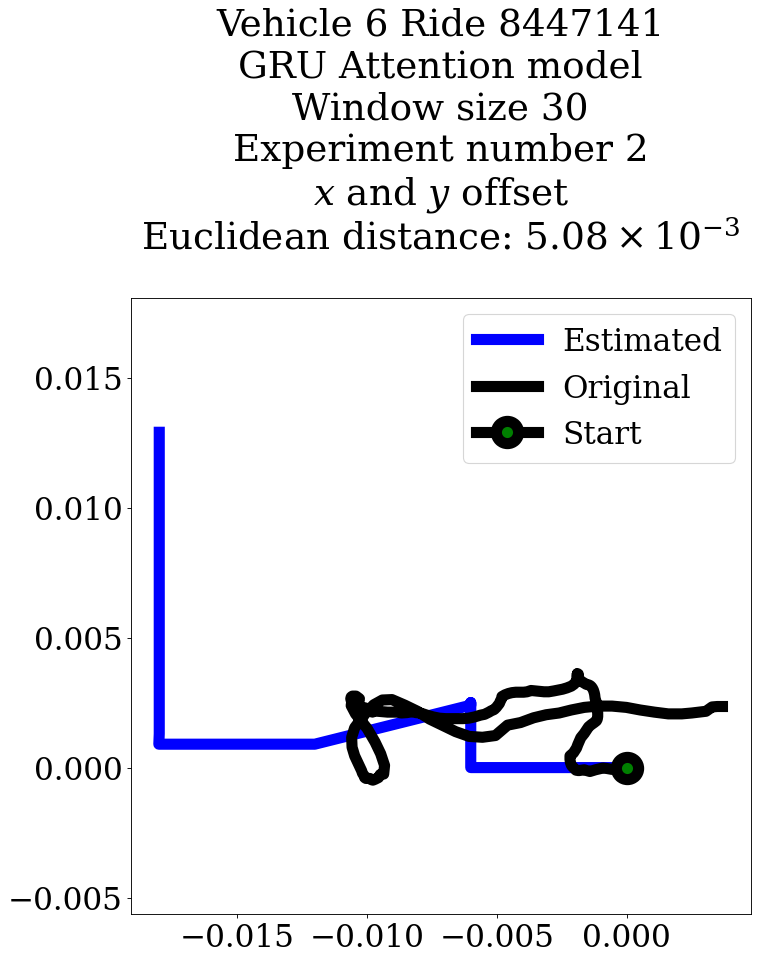 Vehicle 6 Ride 8447141
GRU Attention model
Window size 30
Experiment number 2
x and y offset
Euclidean distance: 5.08 × 10⁻³
Estimated
Original
Start
0.015
0.010
0.005
0.000
−0.005
−0.015 −0.010 −0.005 0.000